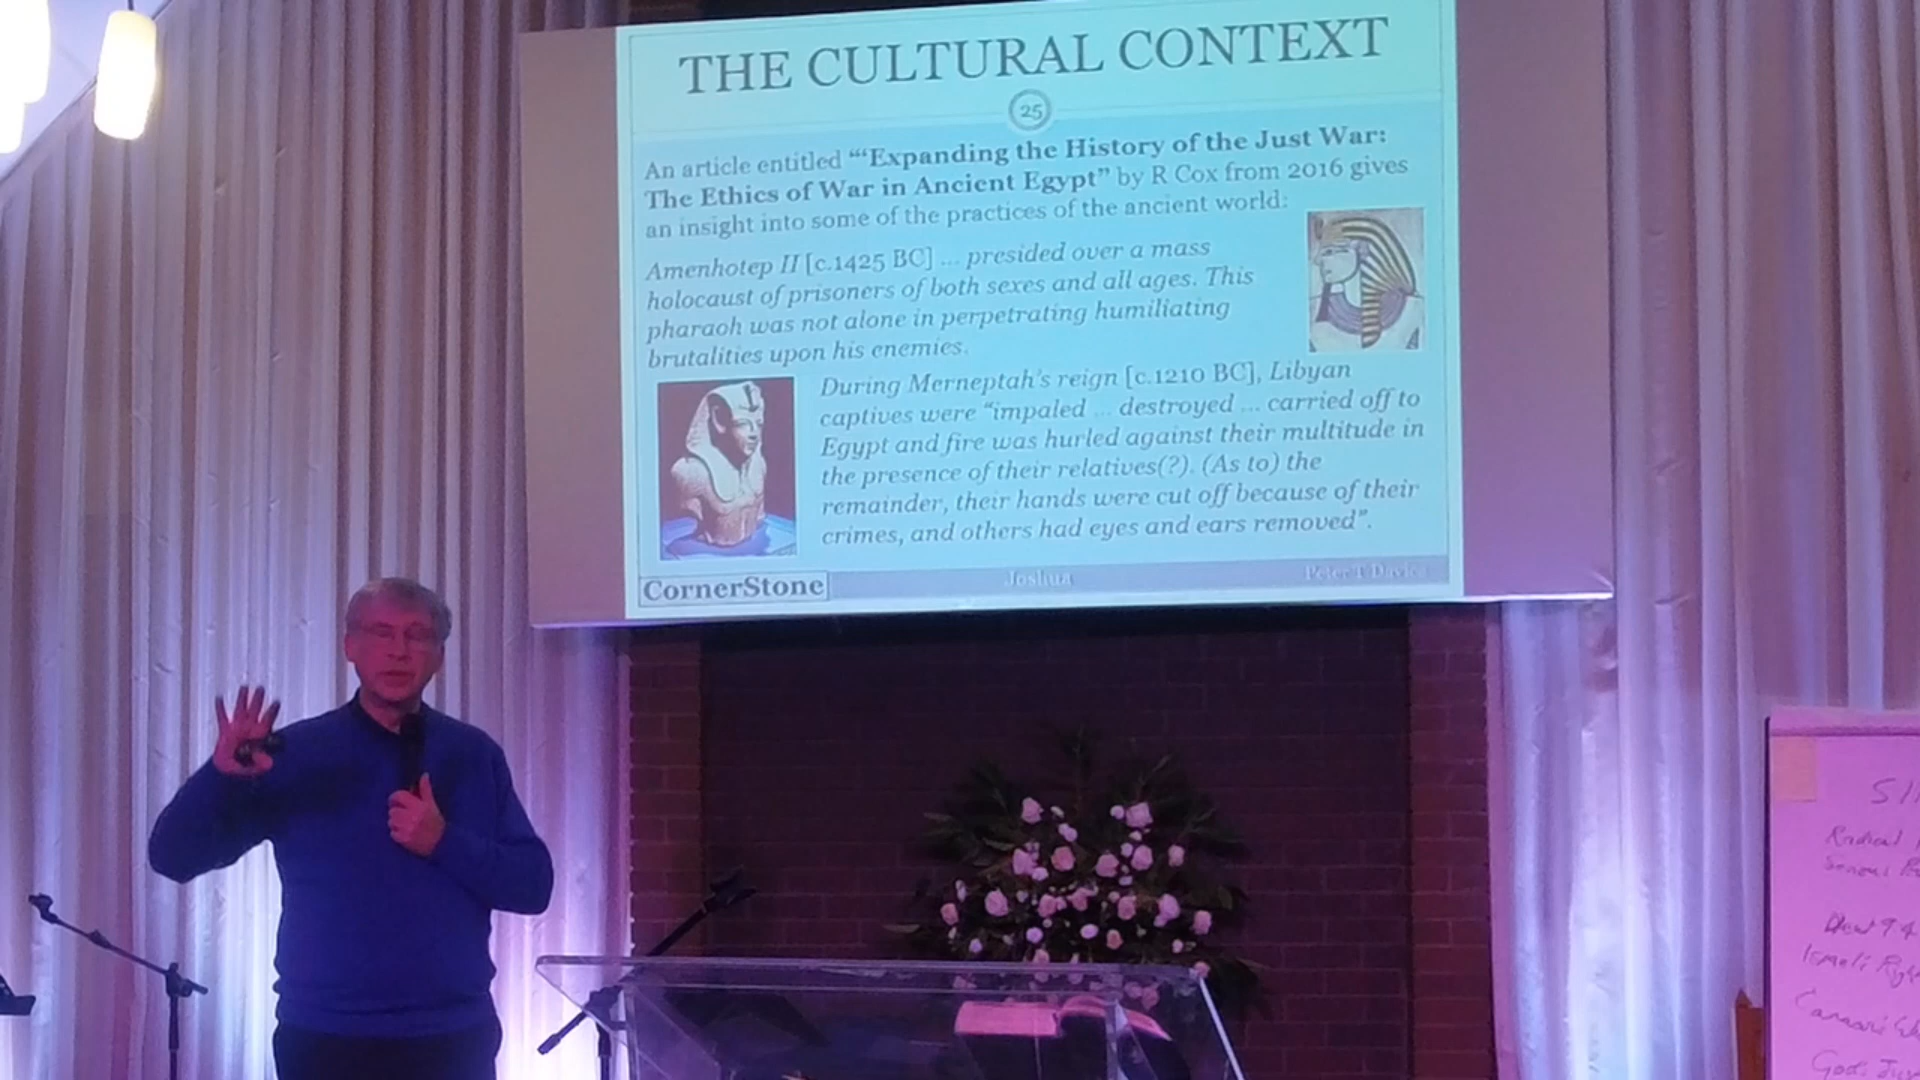 THE CULTURAL CONTEXT
25
An article entitled "'Expanding the History of the Just War:
The Ethics of War in Ancient Egypt" by R Cox from 2016 gives
an insight into some of the practices of the ancient world:
Amenhotep II [c.1425 BC] ... presided over a mass
holocaust of prisoners of both sexes and all ages. This
pharaoh was not alone in perpetrating humiliating
brutalities upon his enemies.
During Merneptah's reign [c.1210 BC], Libyan
captives were "impaled ... destroyed ... carried off to
Egypt and fire was hurled against their multitude in
the presence of their relatives(?). (As to) the
remainder, their hands were cut off because of their
crimes, and others had eyes and ears removed".
CornerStone
Joshua
Peter T Davies
Radical